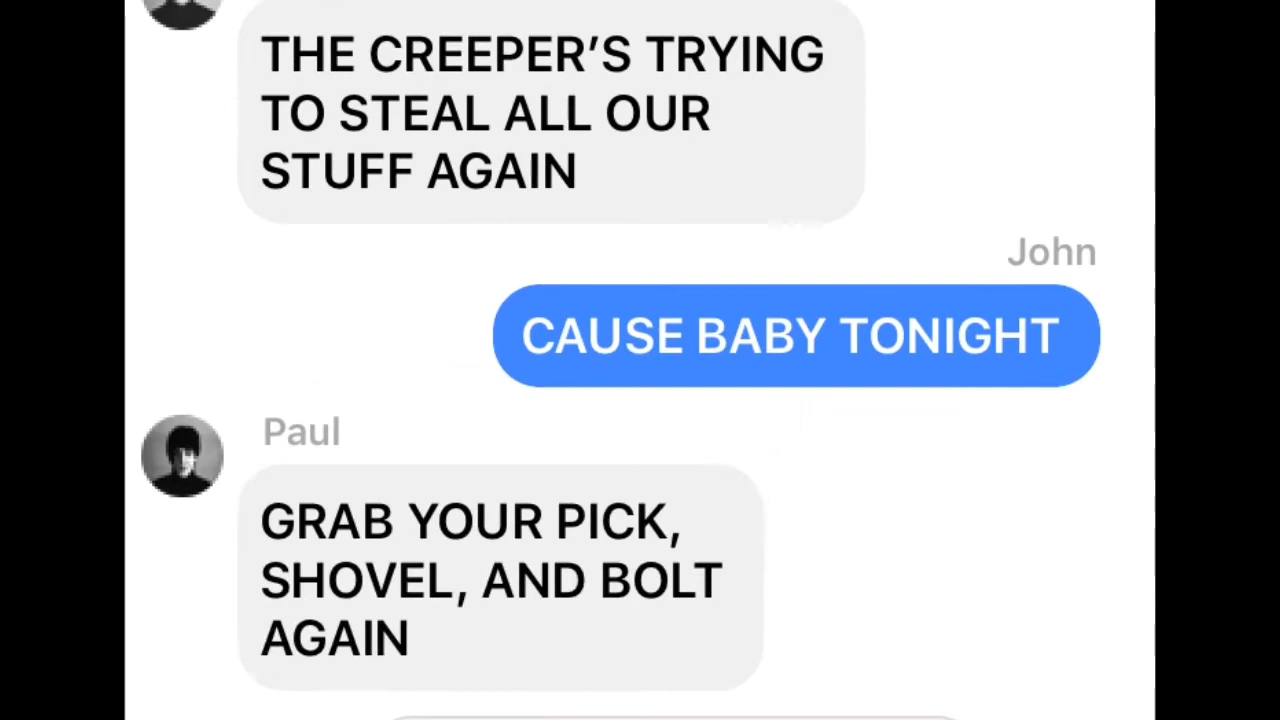 THE CREEPER’S TRYING
TO STEAL ALL OUR
STUFF AGAIN
John
CAUSE BABY TONIGHT
Paul
GRAB YOUR PICK,
SHOVEL, AND BOLT
AGAIN